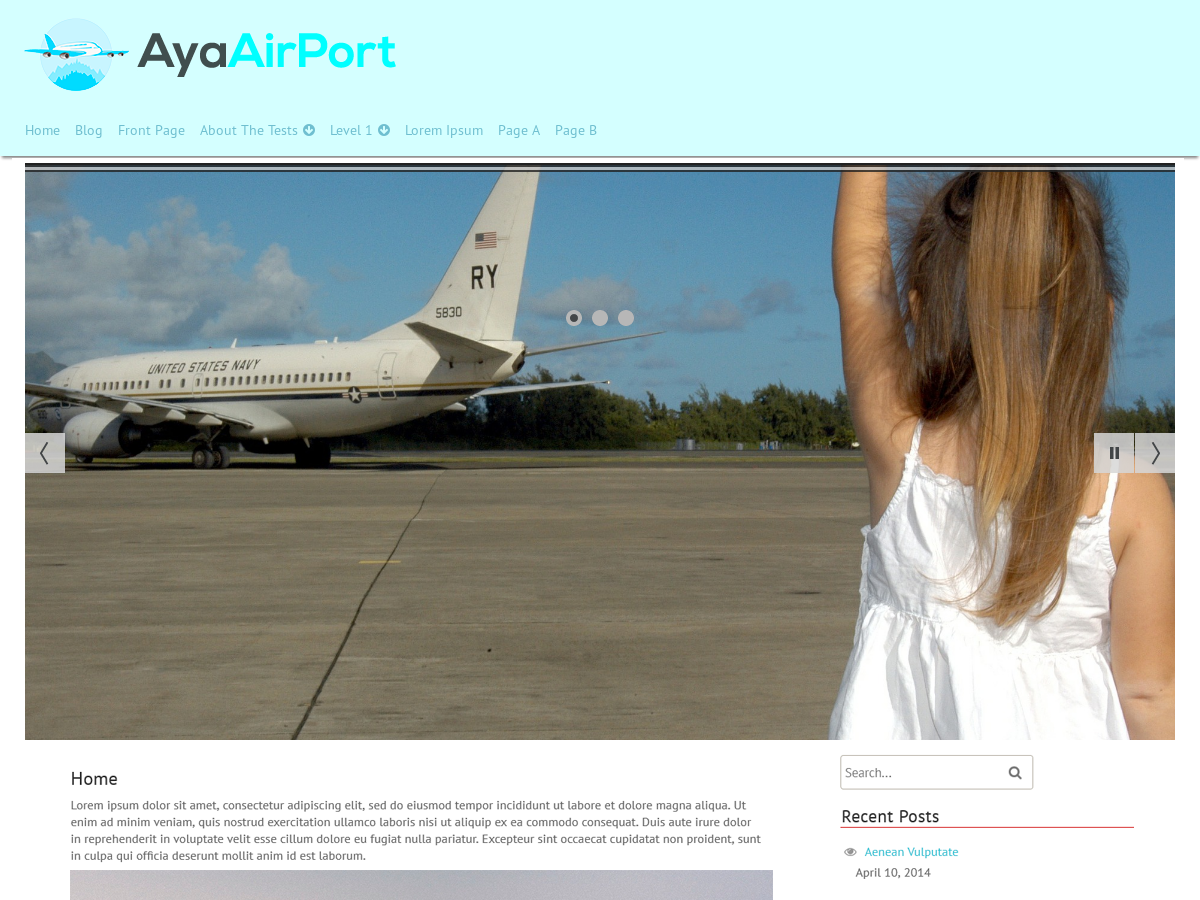 AyaAirPort
Home Blog Front Page About The Tests Level 1 Lorem Ipsum Page A Page B
RY
5830
UNITED STATES NAVY
Search...
Home
Lorem ipsum dolor sit amet, consectetur adipiscing elit, sed do eiusmod tempor incididunt ut labore et dolore magna aliqua. Ut
enim ad minim veniam, quis nostrud exercitation ullamco laboris nisi ut aliquip ex ea commodo consequat. Duis aute irure dolor
in reprehenderit in voluptate velit esse cillum dolore eu fugiat nulla pariatur. Excepteur sint occaecat cupidatat non proident, sunt
in culpa qui officia deserunt mollit anim id est laborum.
Recent Posts
Aenean Vulputate
April 10, 2014